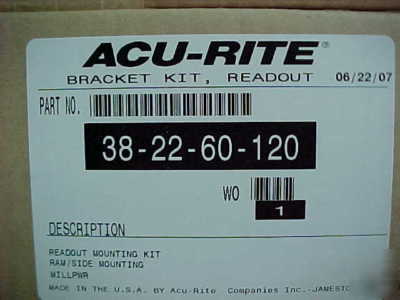 ACU-RITE®
BRACKET KIT, READOUT 06/22/07
PART NO.
38-22-60-120
WO
1
DESCRIPTION
READOUT MOUNTING KIT
RAM/SIDE MOUNTING
MILLPWR
MADE IN THE U.S.A. BY Acu-Rite Companies Inc.-JAMESTO